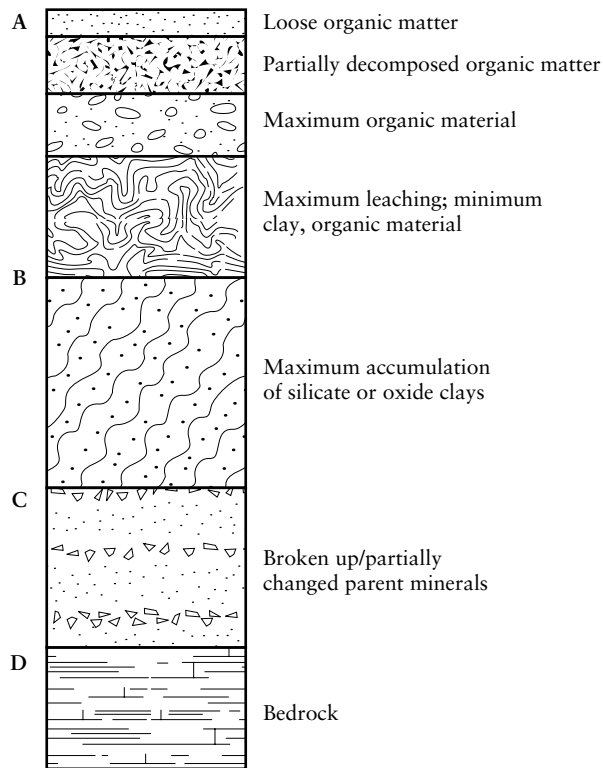 A
Loose organic matter
Partially decomposed organic matter
Maximum organic material
Maximum leaching; minimum
clay, organic material
B
Maximum accumulation
of silicate or oxide clays
C
Broken up/partially
changed parent minerals
D
Bedrock